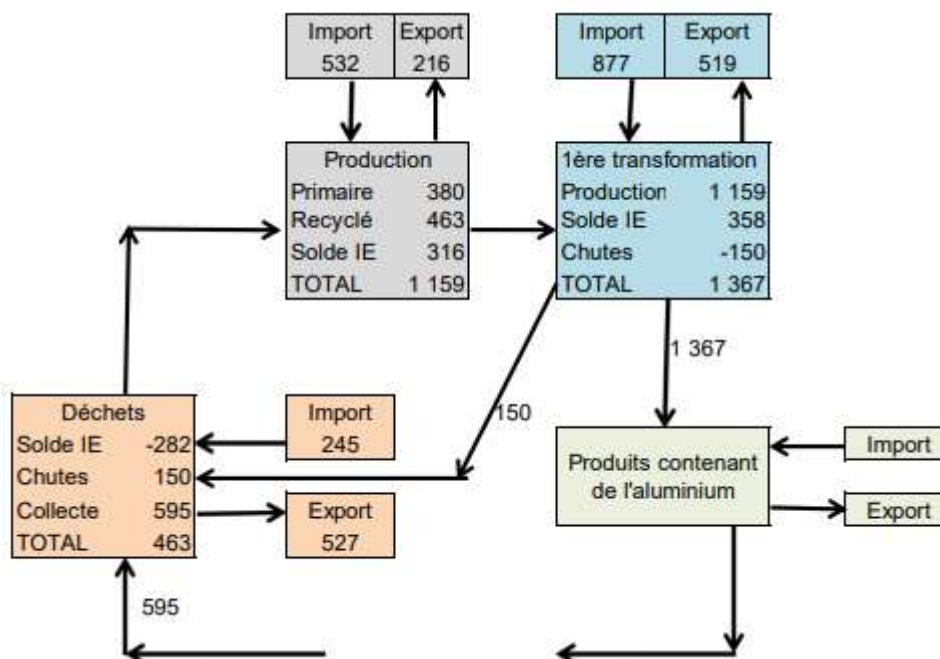 Import Export
532 216
Import Export
877 519
Production
Primaire 380
Recyclé 463
Solde IE 316
TOTAL 1 159
1ère transformation
Production 1 159
Solde IE 358
Chutes -150
TOTAL 1 367
1 367
150
Déchets
Solde IE -282
Chutes 150
Collecte 595
TOTAL 463
Import
245
Export
527
Produits contenant
de l'aluminium
Import
Export
595